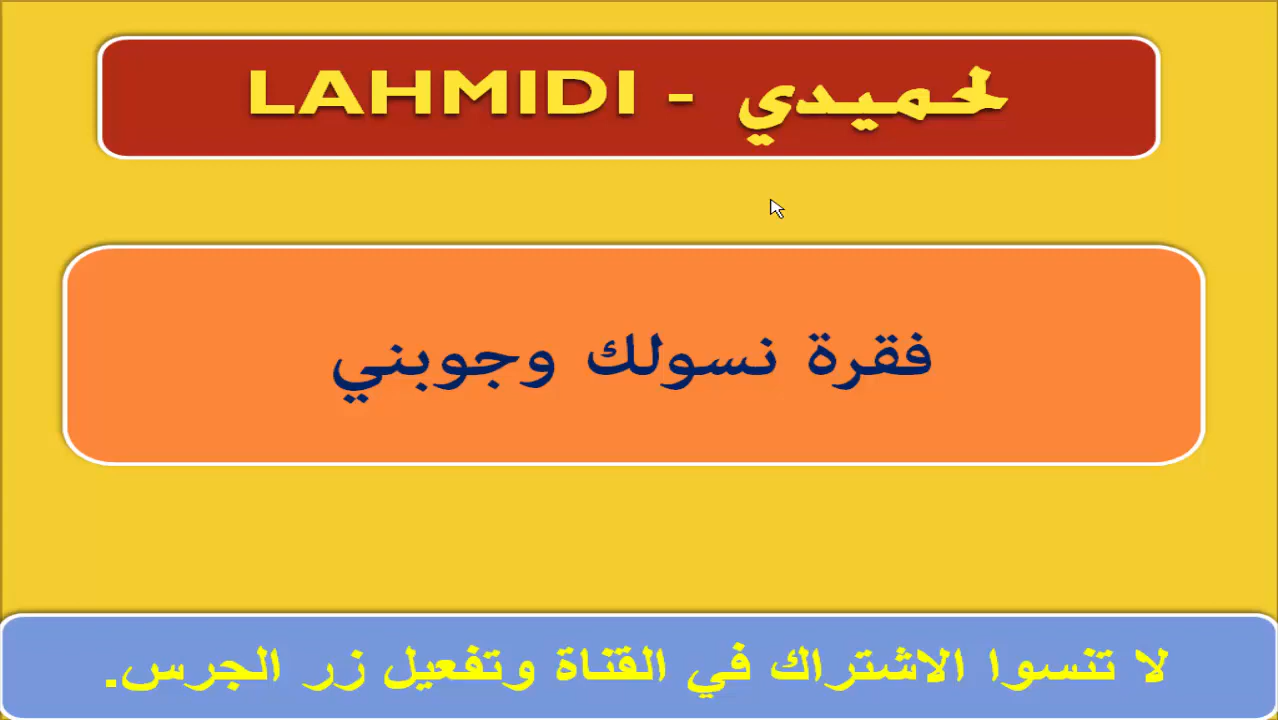 لحميدي - LAHMIDI
فقرة نسولك وجوبني
لا تنسوا الاشتراك في القناة وتفعيل زر الجرس.